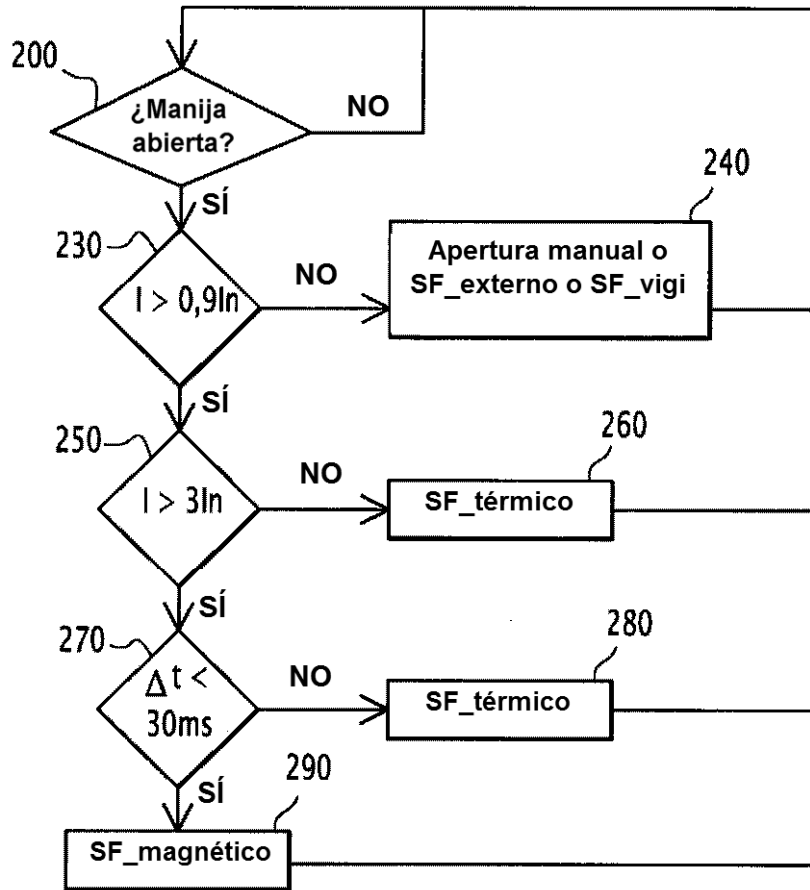 200
¿Manija
abierta?
NO
SÍ
230
I > 0,9In
NO
240
Apertura manual o
SF_externo o SF_vigi
SÍ
250
I > 3In
NO
260
SF_térmico
SÍ
270
Δt <
30ms
NO
280
SF_térmico
SÍ
290
SF_magnético